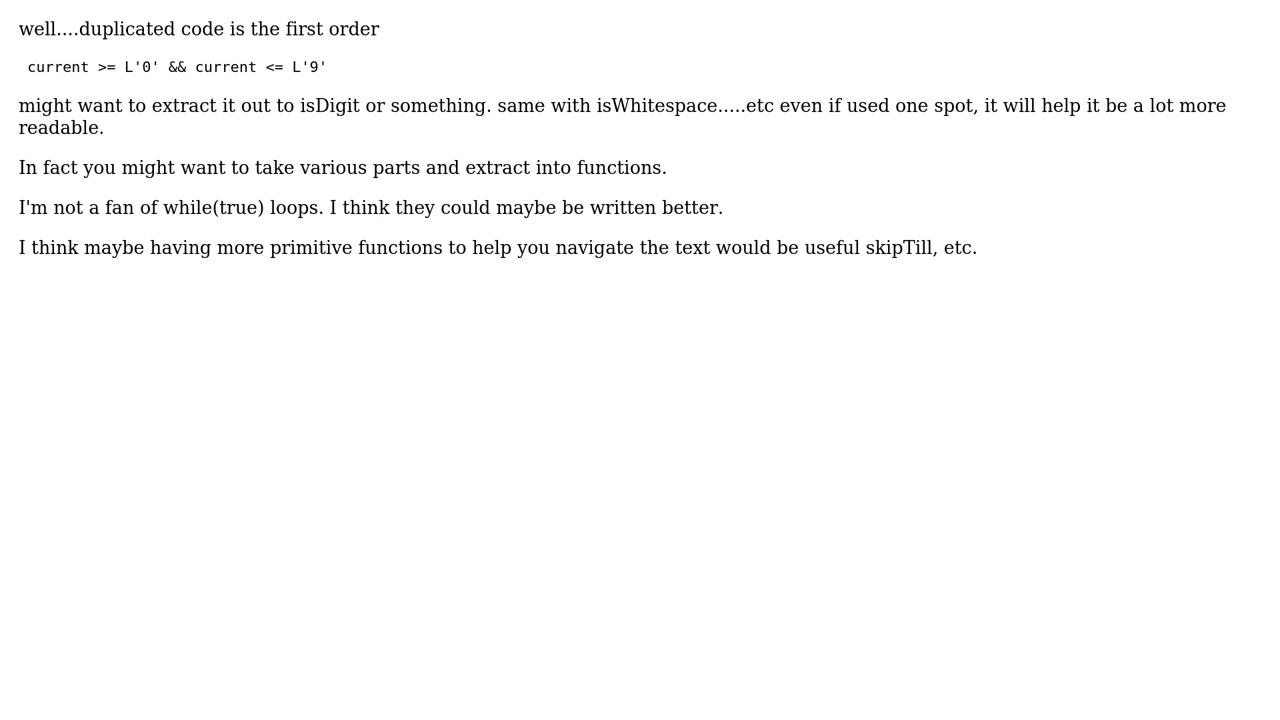 well....duplicated code is the first order
current >= L'0' && current <= L'9'
might want to extract it out to isDigit or something. same with isWhitespace.....etc even if used one spot, it will help it be a lot more
readable.
In fact you might want to take various parts and extract into functions.
I'm not a fan of while(true) loops. I think they could maybe be written better.
I think maybe having more primitive functions to help you navigate the text would be useful skipTill, etc.